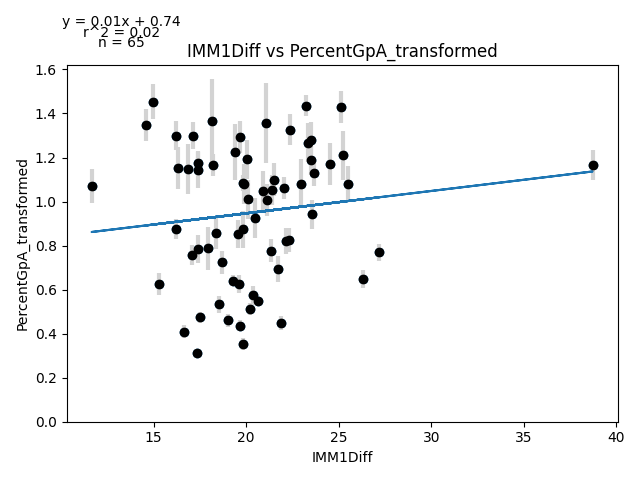 y = 0.01x + 0.74
r^2 = 0.02
n = 65
IMM1Diff vs PercentGpA_transformed
1.6
1.4
1.2
1.0
0.8
0.6
0.4
0.2
0.0
PercentGpA_transformed
15 20 25 30 35 40
IMM1Diff